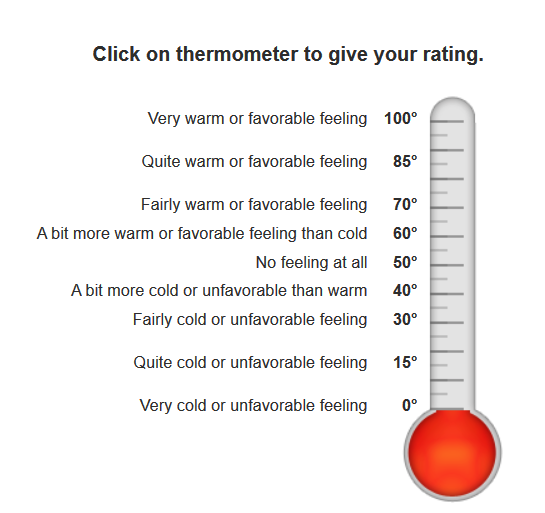 Click on thermometer to give your rating.
Very warm or favorable feeling 100°
Quite warm or favorable feeling 85°
Fairly warm or favorable feeling 70°
A bit more warm or favorable feeling than cold 60°
No feeling at all 50°
A bit more cold or unfavorable than warm 40°
Fairly cold or unfavorable feeling 30°
Quite cold or unfavorable feeling 15°
Very cold or unfavorable feeling 0°